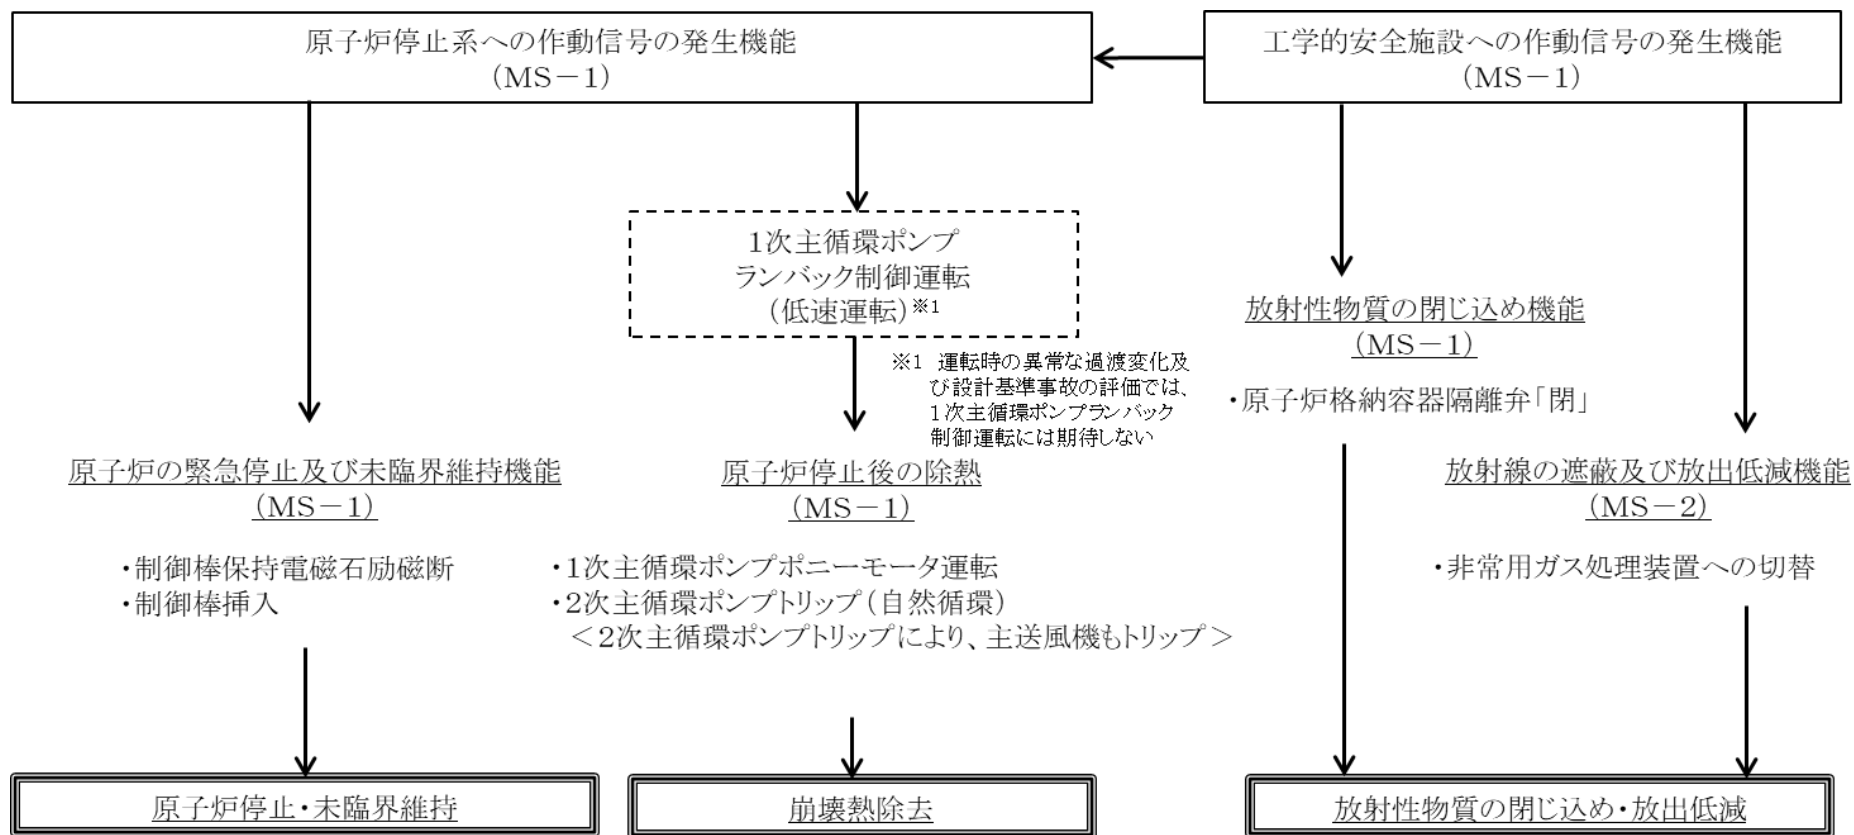 原子炉停止系への作動信号の発生機能
(MS-1)
工学的安全施設への作動信号の発生機能
(MS-1)
1次主循環ポンプ
ランバック制御運転
(低速運転)※1
※1 運転時の異常な過渡変化及
び設計基準事故の評価では、
1次主循環ポンプランバック
制御運転には期待しない
放射性物質の閉じ込め機能
(MS-1)
・原子炉格納容器隔離弁「閉」
原子炉の緊急停止及び未臨界維持機能
(MS-1)
・制御棒保持電磁石励磁断
・制御棒挿入
原子炉停止後の除熱
(MS-1)
・1次主循環ポンプポニーモータ運転
・2次主循環ポンプトリップ(自然循環)
<2次主循環ポンプトリップにより、主送風機もトリップ>
放射線の遮蔽及び放出低減機能
(MS-2)
・非常用ガス処理装置への切替
原子炉停止・未臨界維持
崩壊熱除去
放射性物質の閉じ込め・放出低減